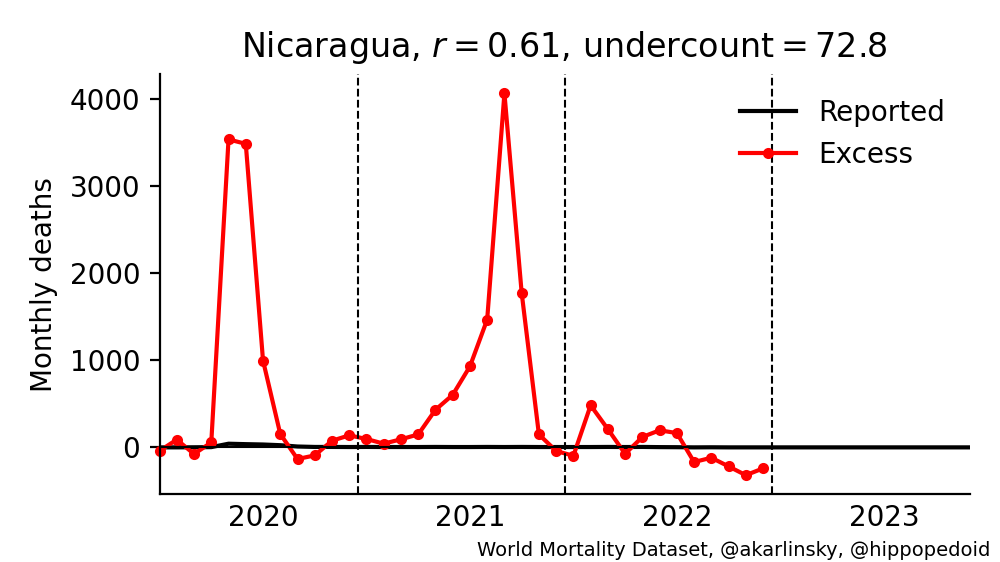 Nicaragua, r = 0.61, undercount = 72.8
Monthly deaths
4000
3000
2000
1000
0
Reported
Excess
2020 2021 2022 2023
World Mortality Dataset, @akarlinsky, @hippopedoid